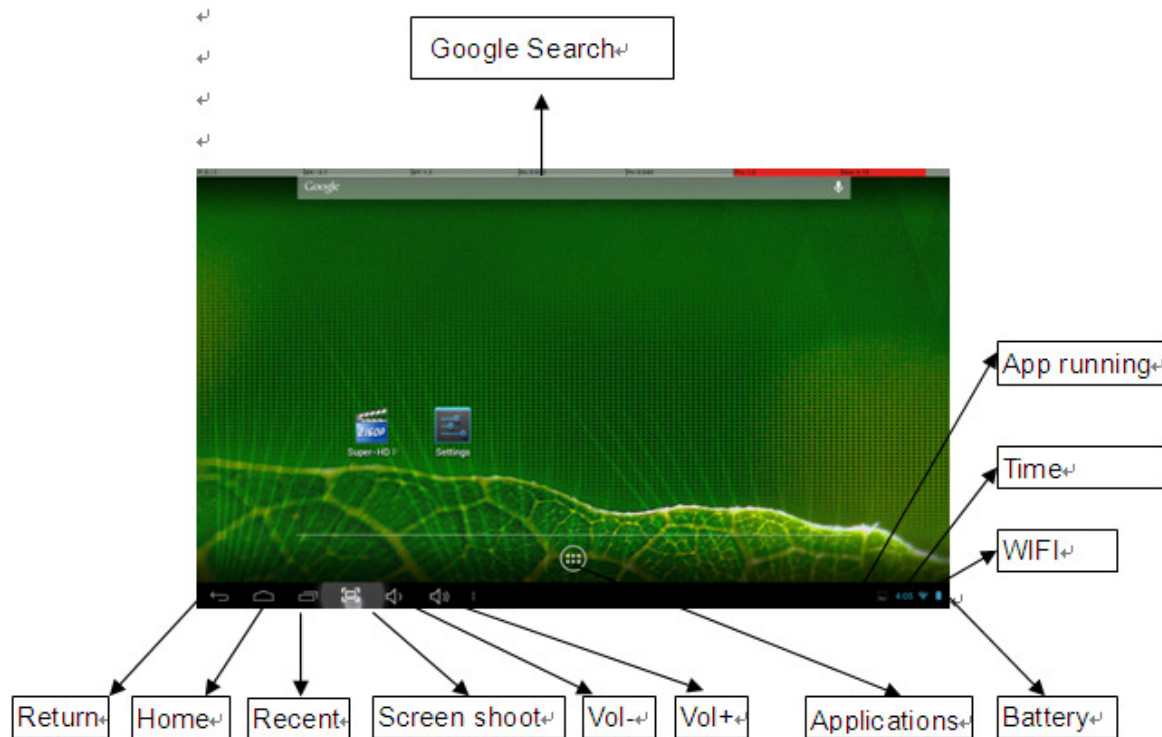 Google Search
Google
App running
2160P
Super-HD
Settings
Time
WIFI
4:05
Return
Home
Recent
Screen shoot
Vol-
Vol+
Applications
Battery